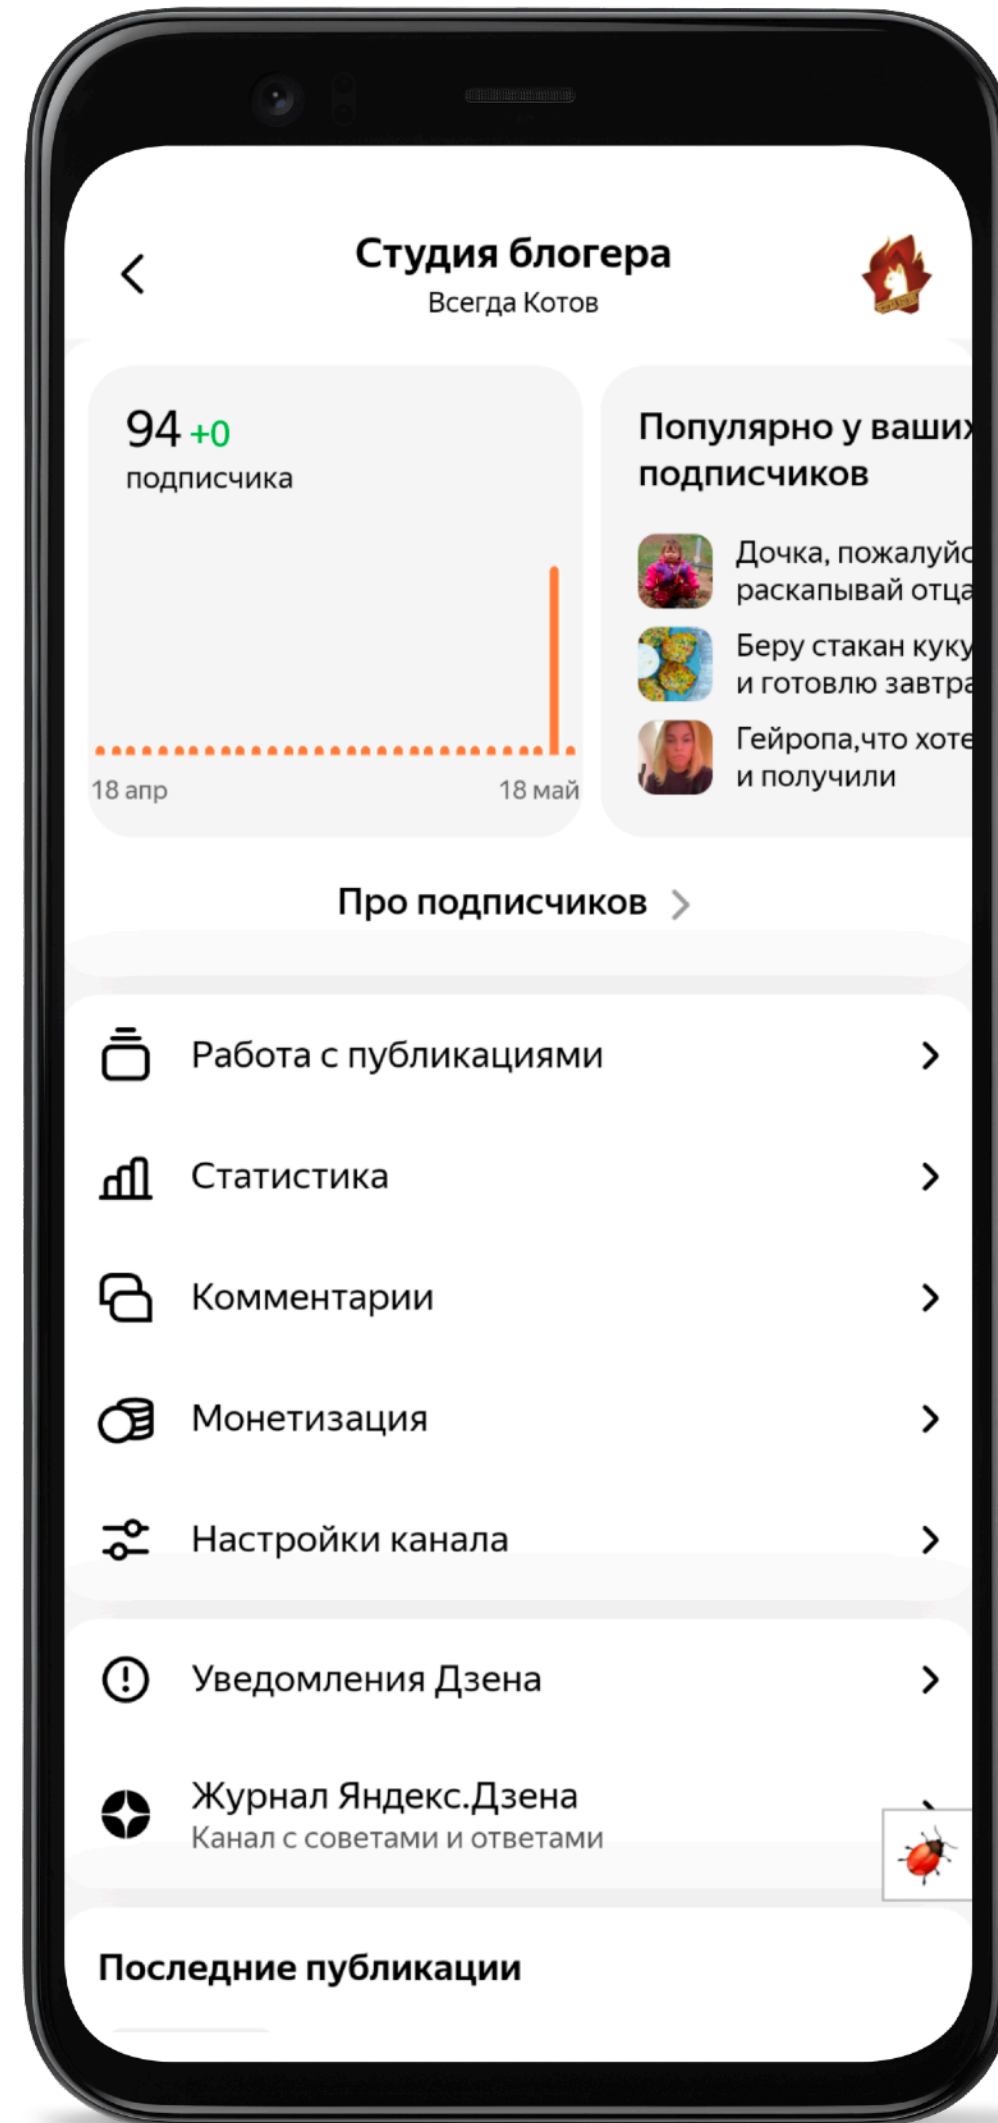 Студия блогера
Всегда Котов
94 +0
подписчика
18 апр
18 май
Популярно у ваших
подписчиков
Дочка, пожалуйс
раскапывай отца
Беру стакан куку
и готовлю завтра
Гейропа,что хоте
и получили
Про подписчиков
Работа с публикациями
Статистика
Комментарии
Монетизация
Настройки канала
Уведомления Дзена
Журнал Яндекс.Дзена
Канал с советами и ответами
Последние публикации